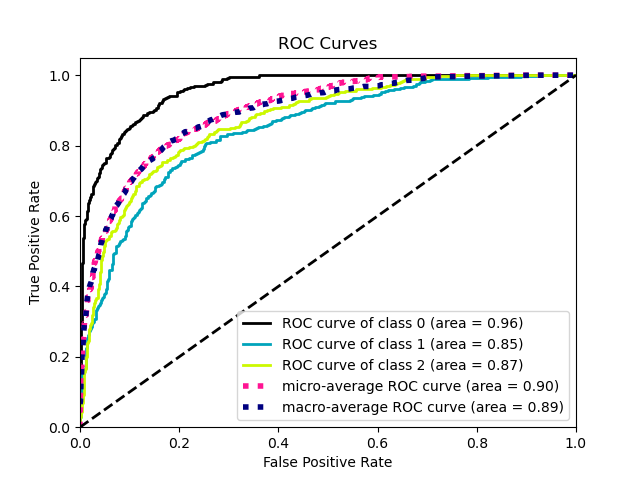 ROC Curves
True Positive Rate
1.0
0.8
0.6
0.4
0.2
0.0
ROC curve of class 0 (area = 0.96)
ROC curve of class 1 (area = 0.85)
ROC curve of class 2 (area = 0.87)
micro-average ROC curve (area = 0.90)
macro-average ROC curve (area = 0.89)
0.0 0.2 0.4 0.6 0.8 1.0
False Positive Rate